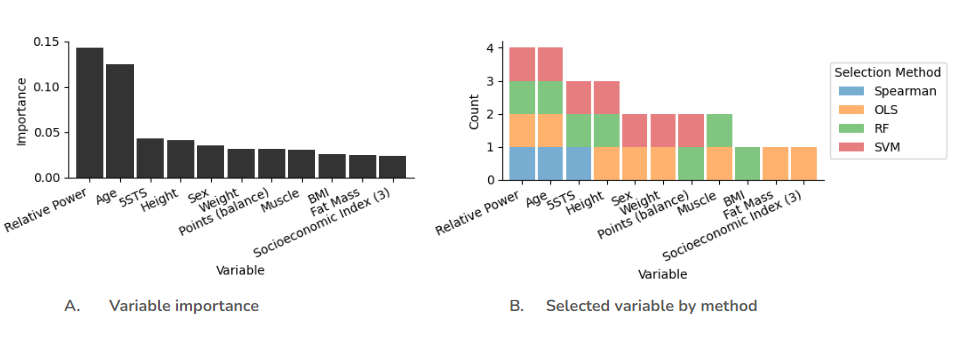 0.15
0.10
0.05
0.00
Importance
Relative Power
Age
5STS
Height
Sex
Weight
Points (balance)
Muscle
BMI
Fat Mass
Socioeconomic Index (3)
Variable
A. Variable importance
4
3
2
1
0
Count
Relative Power
Age
5STS
Height
Sex
Weight
Points (balance)
Muscle
BMI
Fat Mass
Socioeconomic Index (3)
Variable
Selection Method
Spearman
OLS
RF
SVM
B. Selected variable by method